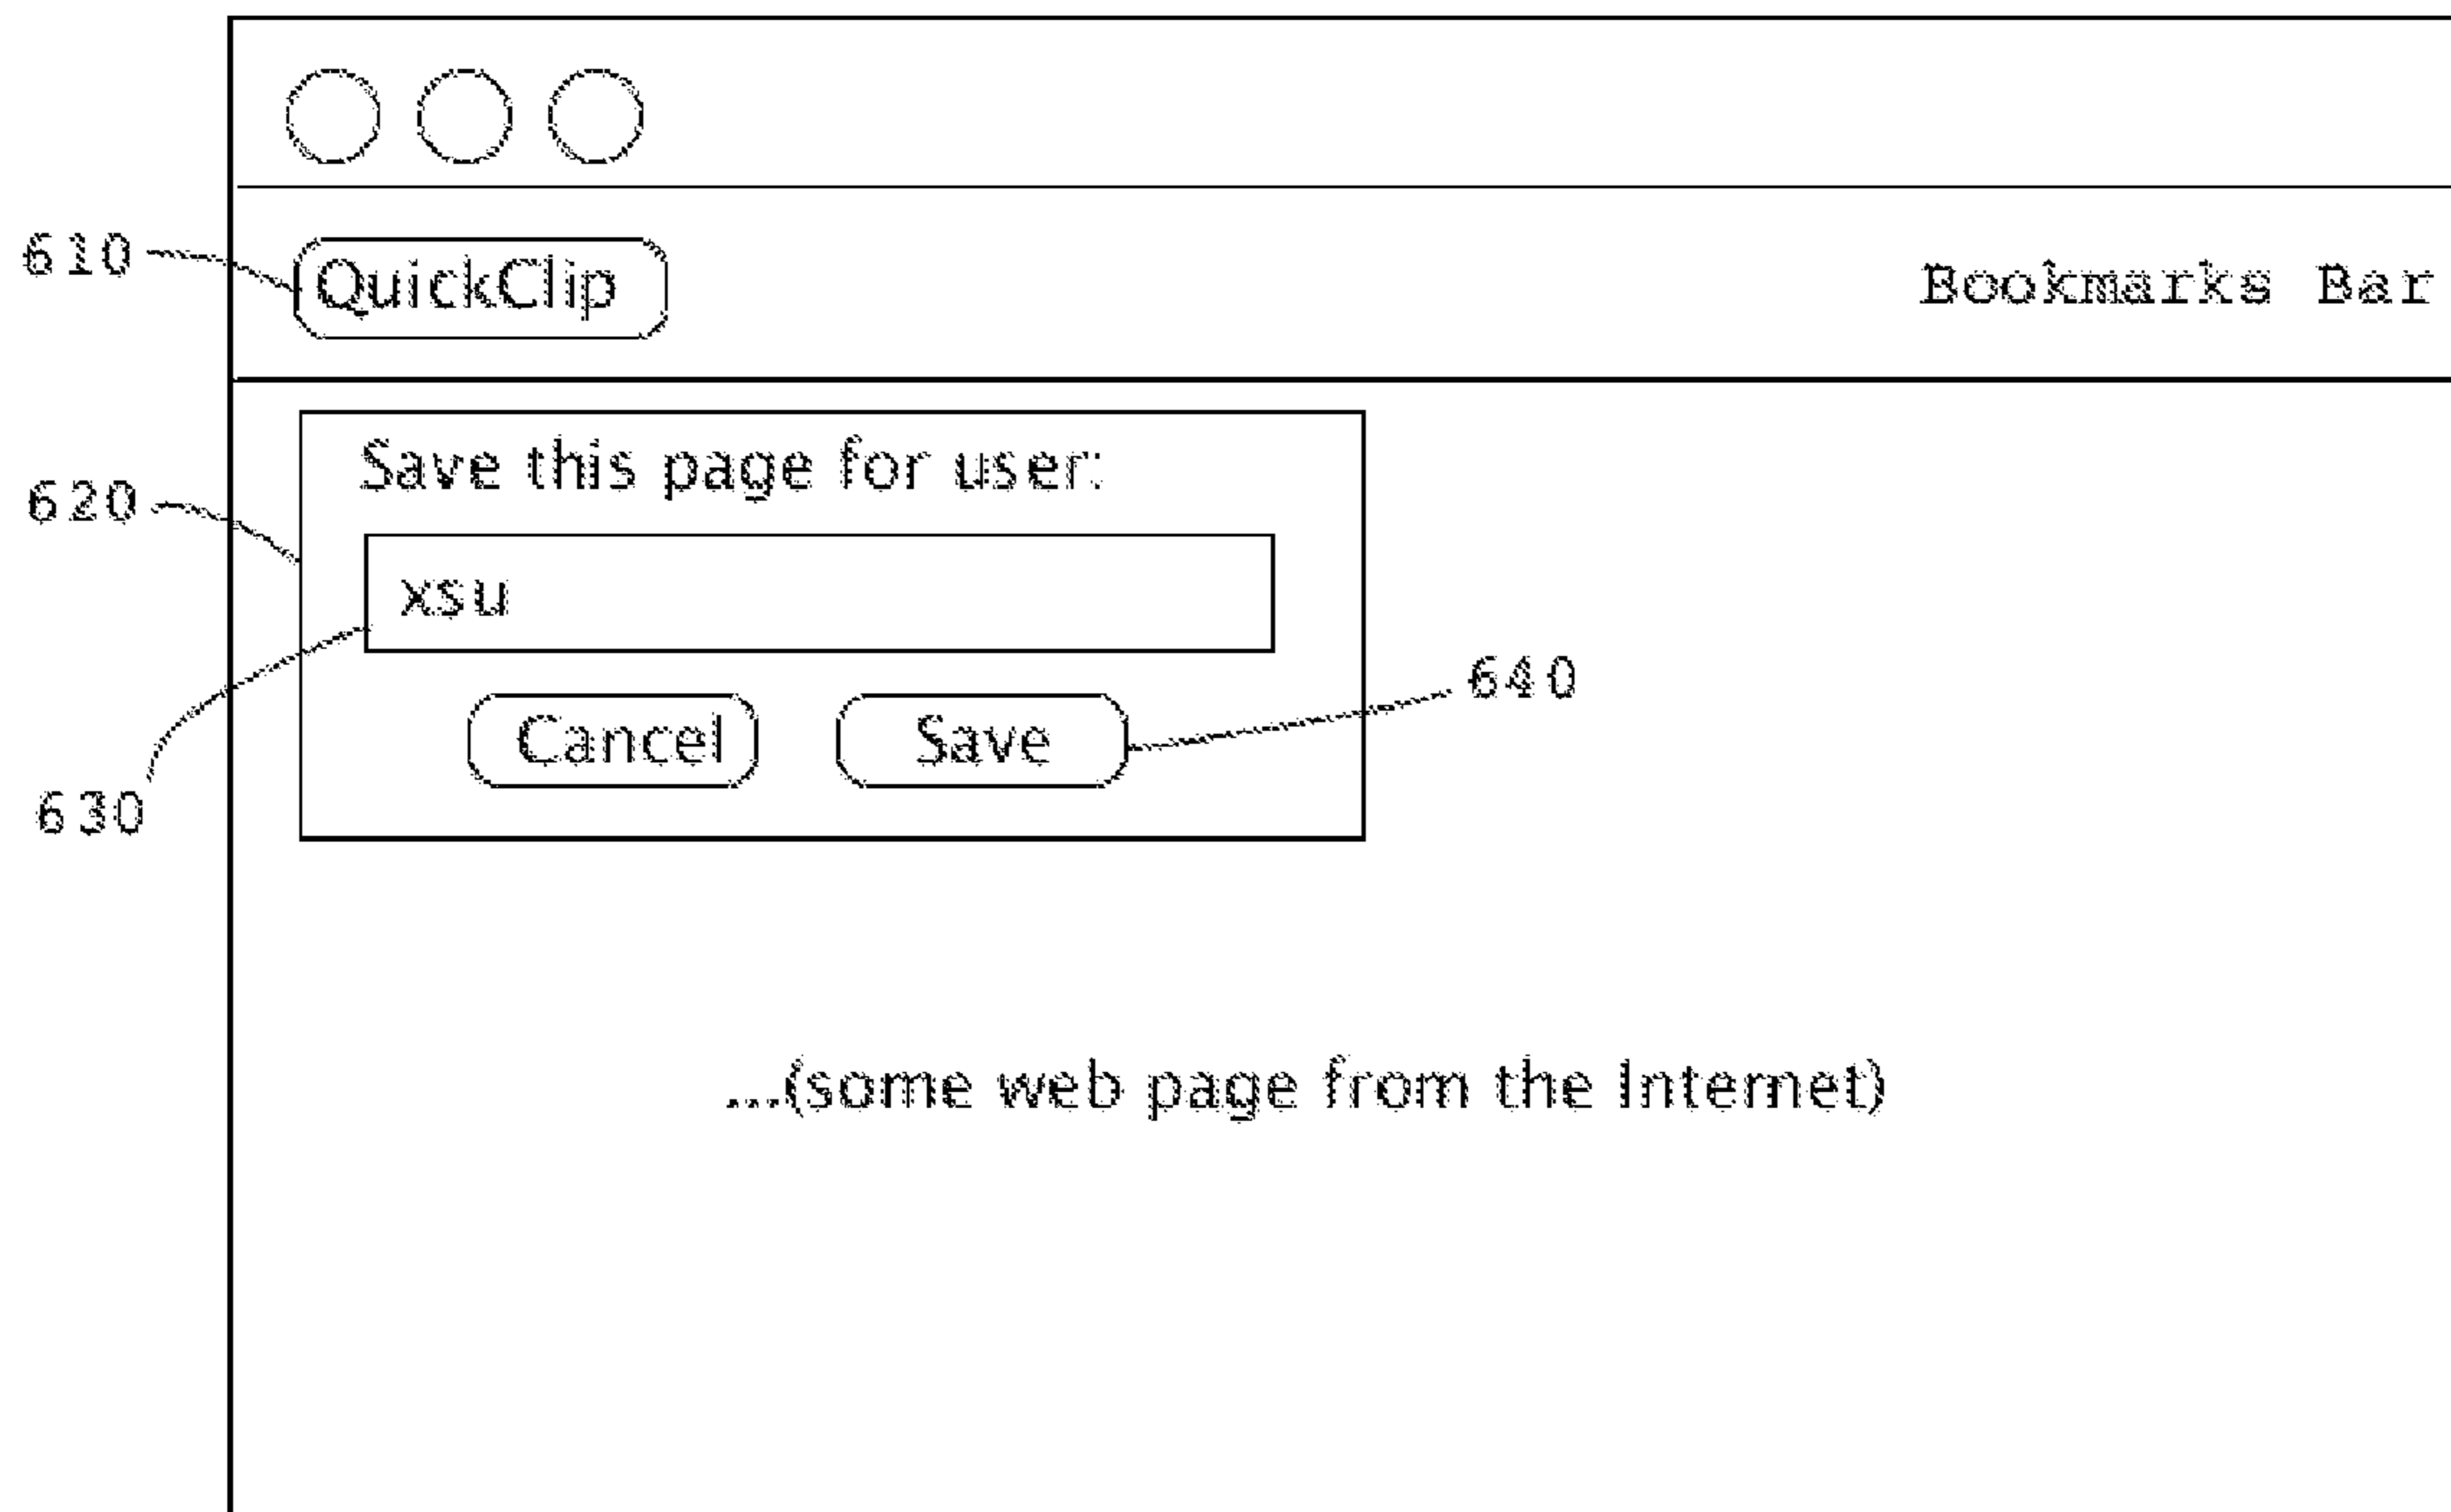 610
QuickClip
Bookmarks Bar
Save this page for user:
620
xsu
640
Cancel
Save
630
...(some web page from the Internet)